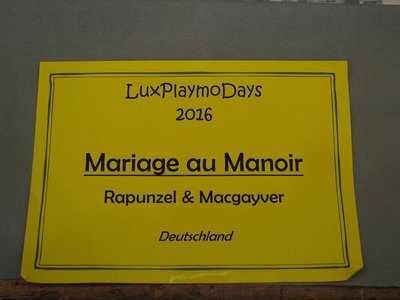 LuxPlaymoDays
2016
Mariage au Manoir
Rapunzel & Macgayver
Deutschland